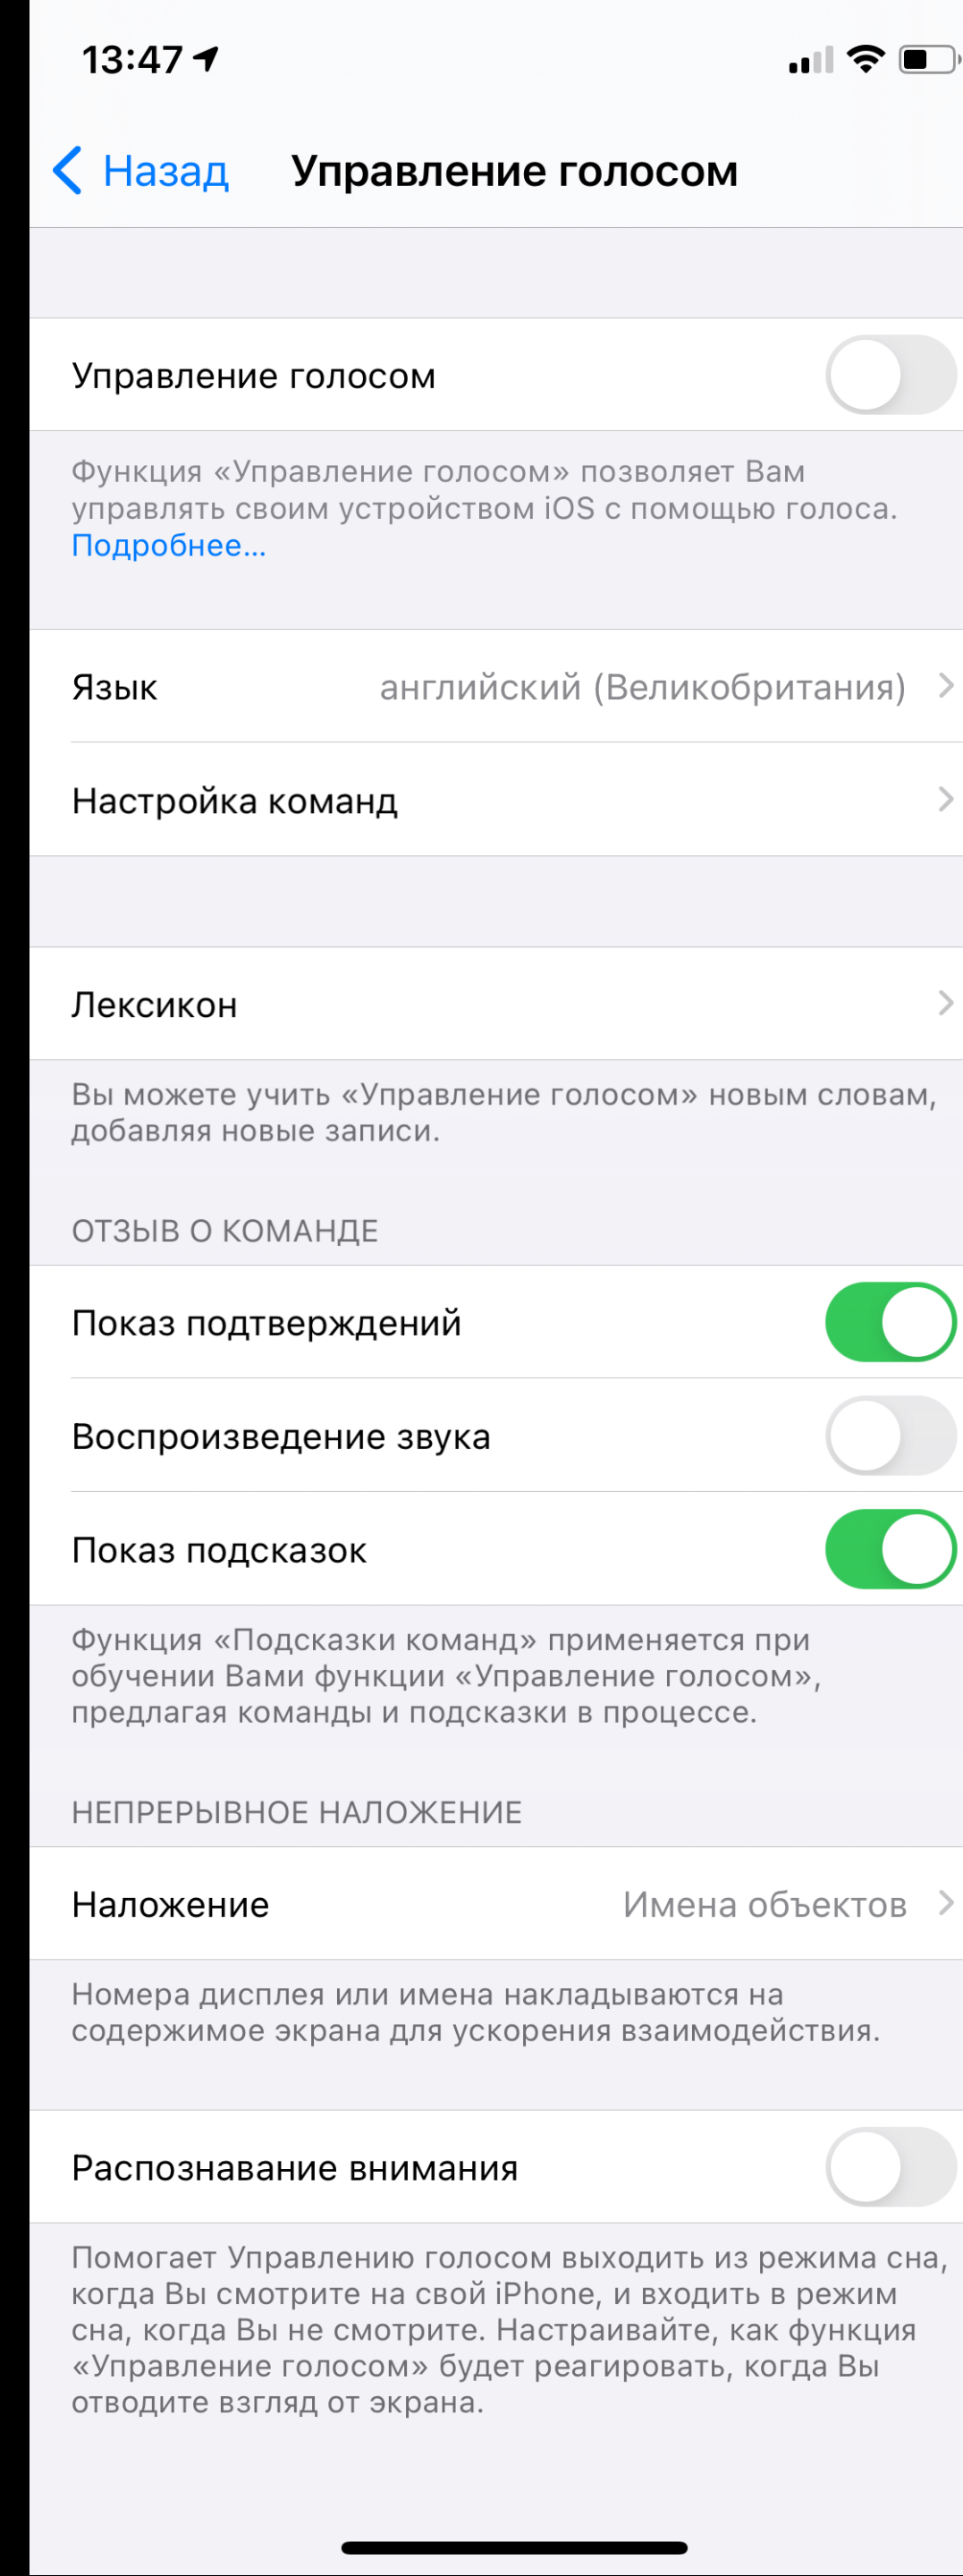 13:47
Назад Управление голосом
Управление голосом
Функция «Управление голосом» позволяет Вам
управлять своим устройством iOS с помощью голоса.
Подробнее...
Язык английский (Великобритания)
Настройка команд
Лексикон
Вы можете учить «Управление голосом» новым словам,
добавляя новые записи.
ОТЗЫВ О КОМАНДЕ
Показ подтверждений
Воспроизведение звука
Показ подсказок
Функция «Подсказки команд» применяется при
обучении Вами функции «Управление голосом»,
предлагая команды и подсказки в процессе.
НЕПРЕРЫВНОЕ НАЛОЖЕНИЕ
Наложение Имена объектов
Номера дисплея или имена накладываются на
содержимое экрана для ускорения взаимодействия.
Распознавание внимания
Помогает Управлению голосом выходить из режима сна,
когда Вы смотрите на свой iPhone, и входить в режим
сна, когда Вы не смотрите. Настраивайте, как функция
«Управление голосом» будет реагировать, когда Вы
отводите взгляд от экрана.